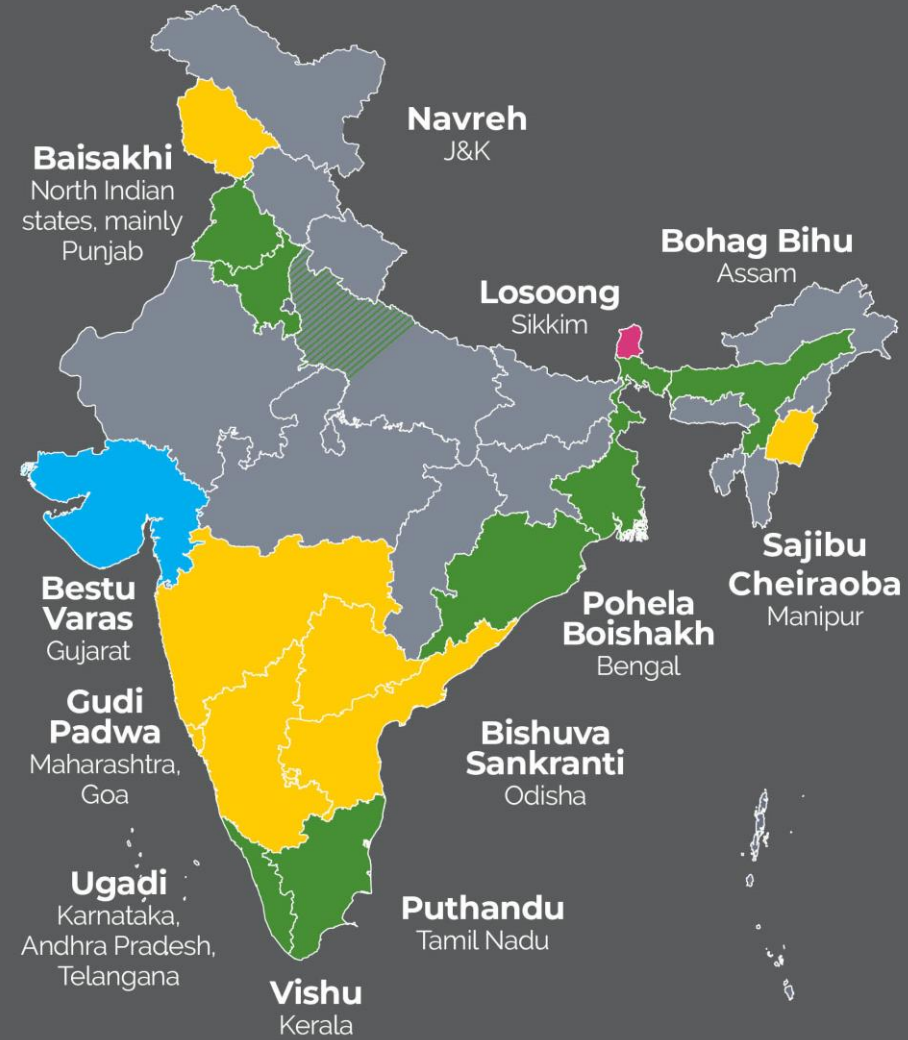 Navreh
J&K
Baisakhi
North Indian
states, mainly
Punjab
Bohag Bihu
Assam
Losoong
Sikkim
Sajibu
Cheiraoba
Manipur
Bestu
Varas
Gujarat
Pohela
Boishakh
Bengal
Gudi
Padwa
Maharashtra,
Goa
Bishuva
Sankranti
Odisha
Ugadi
Karnataka,
Andhra Pradesh,
Telangana
Puthandu
Tamil Nadu
Vishu
Kerala